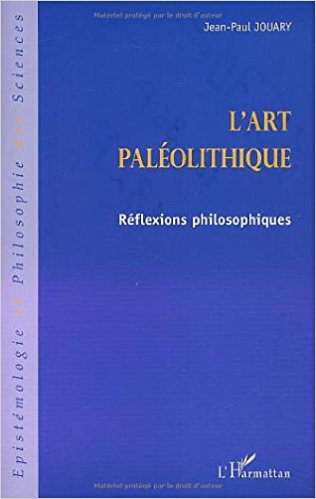 Matériel protégé par le droit d'auteur
Jean-Paul JOUARY
L'ART
PALÉOLITHIQUE
Réflexions philosophiques
Epistémologie et Philosophie des Sciences
L'Harmattan
Matériel protégé par le droit d'auteur